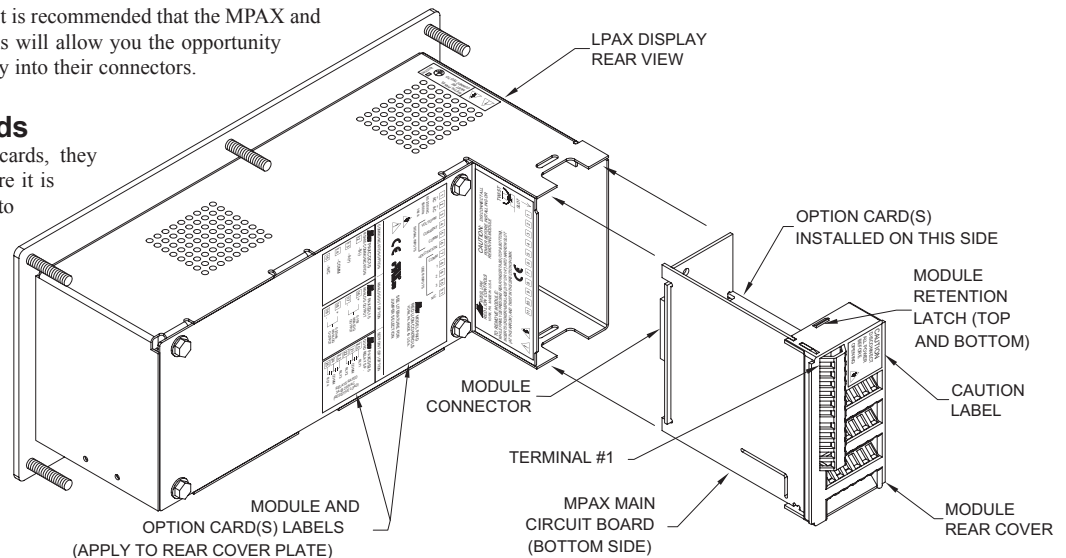 t is recommended that the MPAX and
s will allow you the opportunity
y into their connectors.
ds
cards, they
re it is
to
LPAX DISPLAY
REAR VIEW
OPTION CARD(S)
INSTALLED ON THIS SIDE
MODULE
RETENTION
LATCH (TOP
AND BOTTOM)
CAUTION
LABEL
MODULE
CONNECTOR
TERMINAL #1
MPAX MAIN
CIRCUIT BOARD
(BOTTOM SIDE)
MODULE
REAR COVER
MODULE AND
OPTION CARD(S) LABELS
(APPLY TO REAR COVER PLATE)